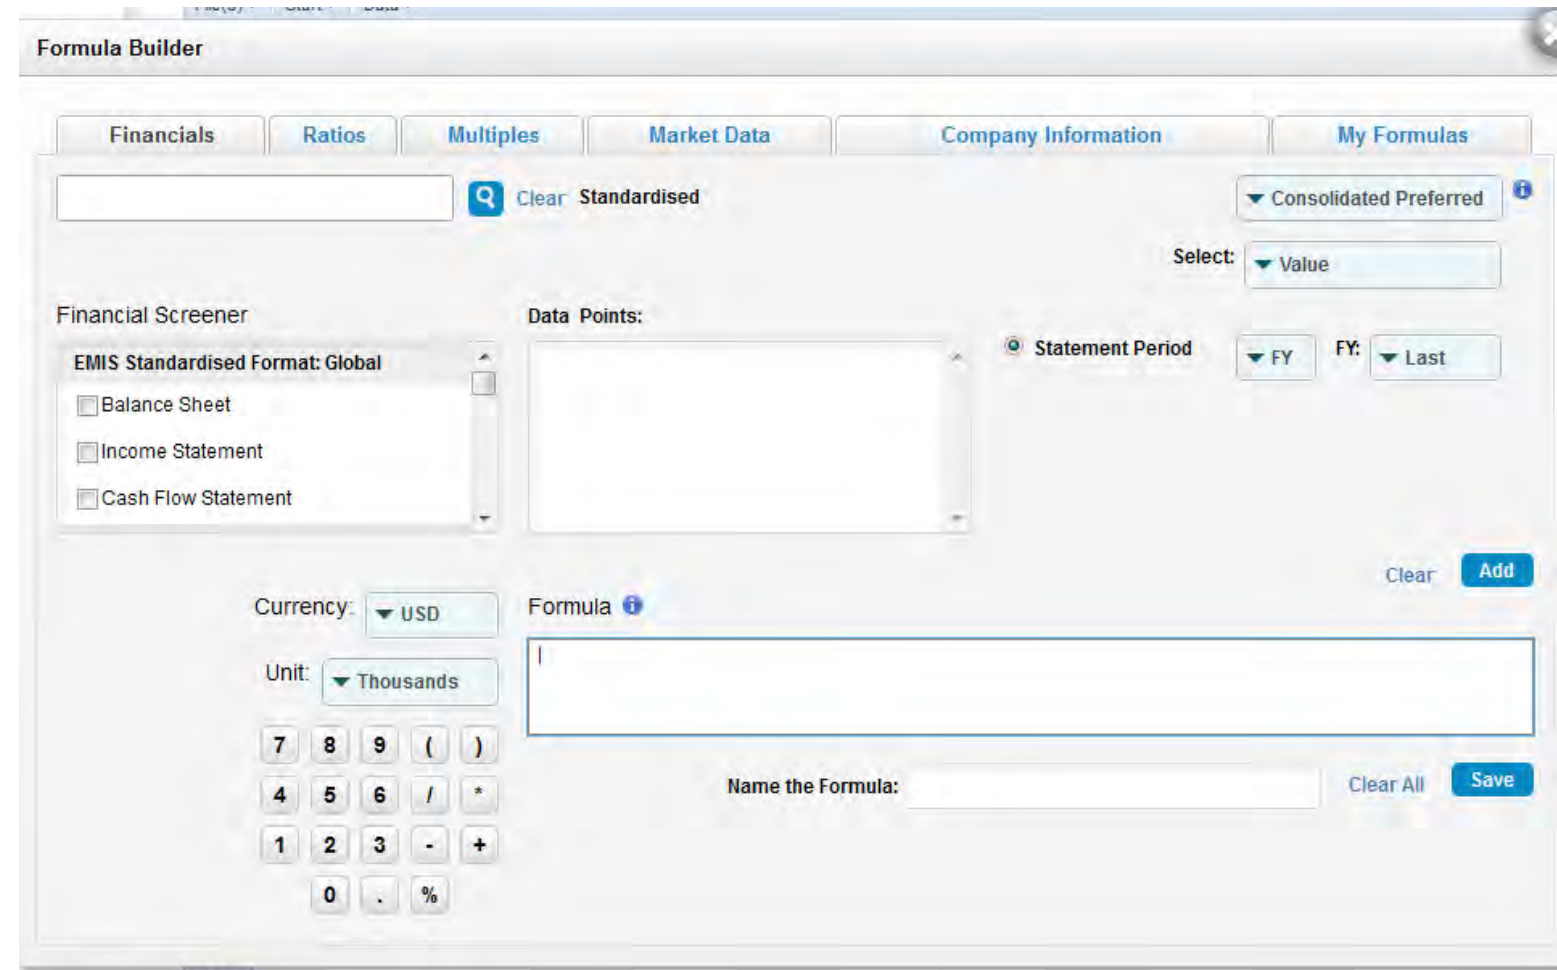 Formula Builder
Financials Ratios Multiples Market Data Company Information My Formulas
Clear Standardised Consolidated Preferred
Select: Value
Financial Screener Data Points:
EMIS Standardised Format: Global Statement Period FY FY: Last
Balance Sheet
Income Statement
Cash Flow Statement
Clear Add
Currency: USD Formula
Unit: Thousands
7 8 9 ( )
Name the Formula: Clear All Save
4 5 6 / *
1 2 3 - +
0 . %